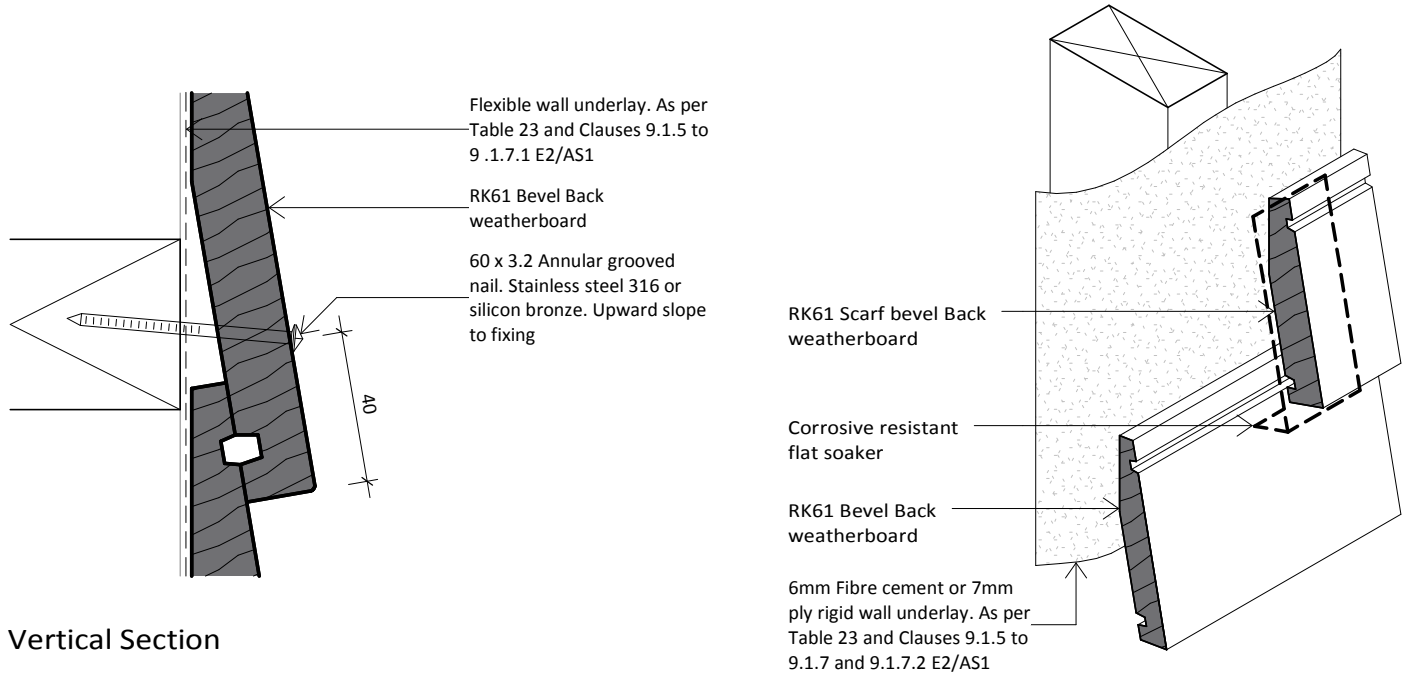 Flexible wall underlay. As per
Table 23 and Clauses 9.1.5 to
9 .1.7.1 E2/AS1
RK61 Bevel Back
weatherboard
60 x 3.2 Annular grooved
nail. Stainless steel 316 or
silicon bronze. Upward slope
to fixing
40
Vertical Section
RK61 Scarf bevel Back
weatherboard
Corrosive resistant
flat soaker
RK61 Bevel Back
weatherboard
6mm Fibre cement or 7mm
ply rigid wall underlay. As per
Table 23 and Clauses 9.1.5 to
9.1.7 and 9.1.7.2 E2/AS1